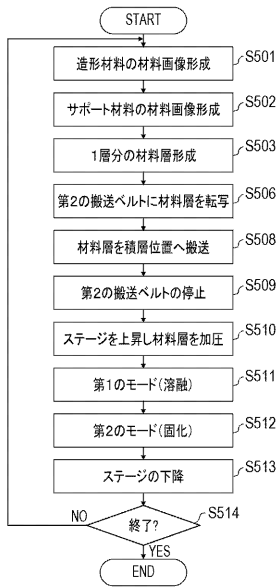 START
造形材料の材料画像形成 S501
サポート材料の材料画像形成 S502
1層分の材料層形成 S503
第2の搬送ベルトに材料層を転写 S506
材料層を積層位置へ搬送 S508
第2の搬送ベルトの停止 S509
ステージを上昇し材料層を加圧 S510
第1のモード(溶融) S511
第2のモード(固化) S512
ステージの下降 S513
終了? S514
NO
YES
END